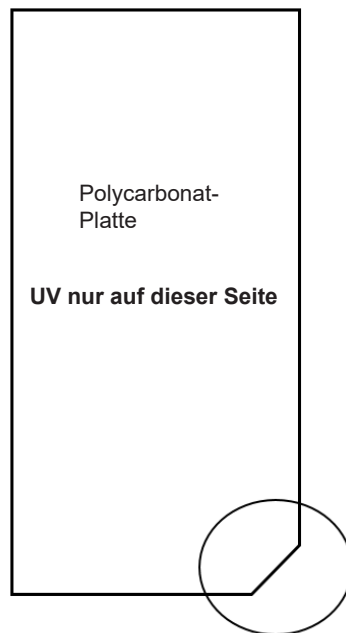 Polycarbonat-
Platte
UV nur auf dieser Seite